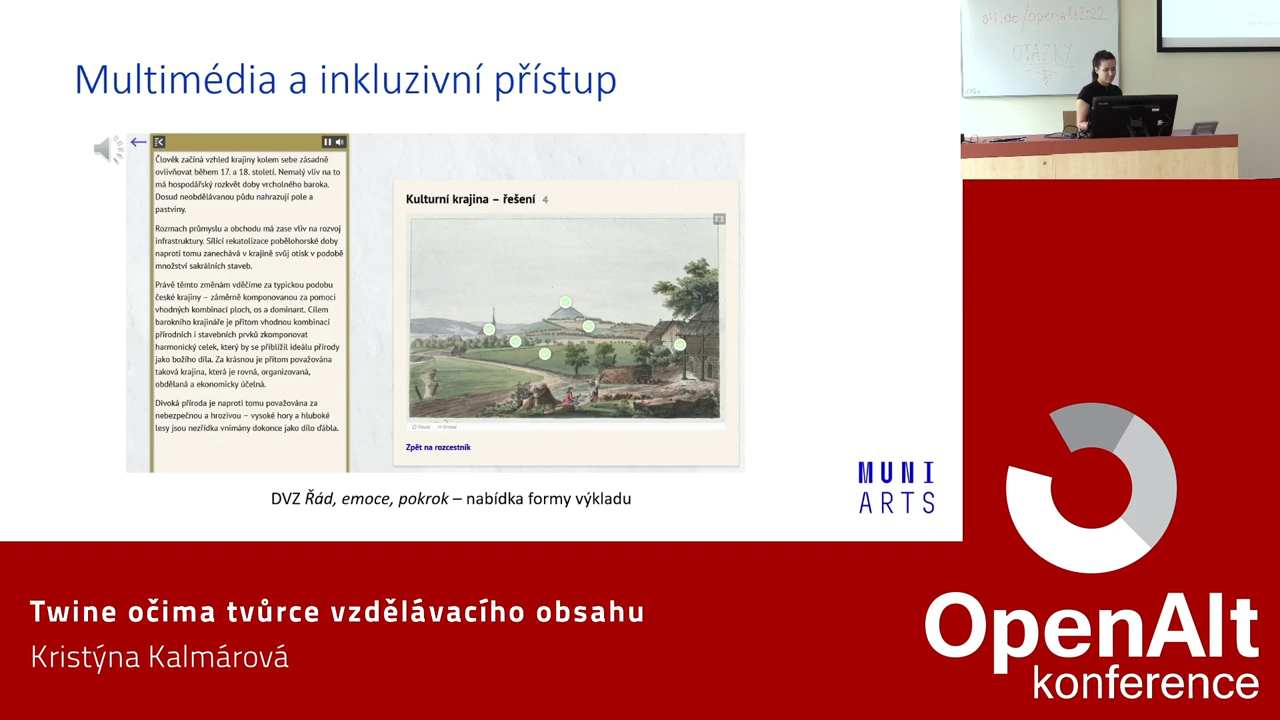 Multimédia a inkluzivní přístup
Člověk začíná vzhled krajiny kolem sebe zásadně
ovlivňovat během 17. a 18. století. Nemalý vliv na to
má hospodářský rozkvět doby vrcholného baroka.
Dosud neobdělávanou půdu nahrazují pole a
pastviny.
Rozmach průmyslu a obchodu má zase vliv na rozvoj
infrastruktury. Sílící rekatolizace pobělohorské doby
naproti tomu zanechává v krajině svůj otisk v podobě
množství sakrálních staveb.
Právě těmto změnám vděčíme za typickou podobu
české krajiny – záměrně komponovanou za pomoci
vhodných kombinací ploch, os a dominant. Cílem
barokního krajináře je přitom vhodnou kombinací
přírodních i stavebních prvků zkomponovat
harmonický celek, který by se přiblížil ideálu přírody
jako božího díla. Za krásnou je přitom považována
taková krajina, která je rovná, organizovaná,
obdělaná a ekonomicky účelná.
Divoká příroda je naproti tomu považována za
nebezpečnou a hrozivou – vysoké hory a hluboké
lesy jsou nezřídka vnímány dokonce jako dílo ďábla.
Kulturní krajina – řešení 4
Reuse Embed
Zpět na rozcestník
DVZ Řád, emoce, pokrok – nabídka formy výkladu
MUNI
ARTS
sli.do/openalt2022
OTÁZKY
Twine očima tvůrce vzdělávacího obsahu
Kristýna Kalmárová
OpenAlt
konference